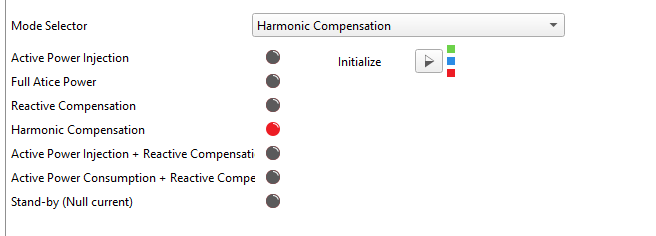 Mode Selector
Harmonic Compensation
Active Power Injection
Initialize
Full Atice Power
Reactive Compensation
Harmonic Compensation
Active Power Injection + Reactive Compensati
Active Power Consumption + Reactive Compe
Stand-by (Null current)